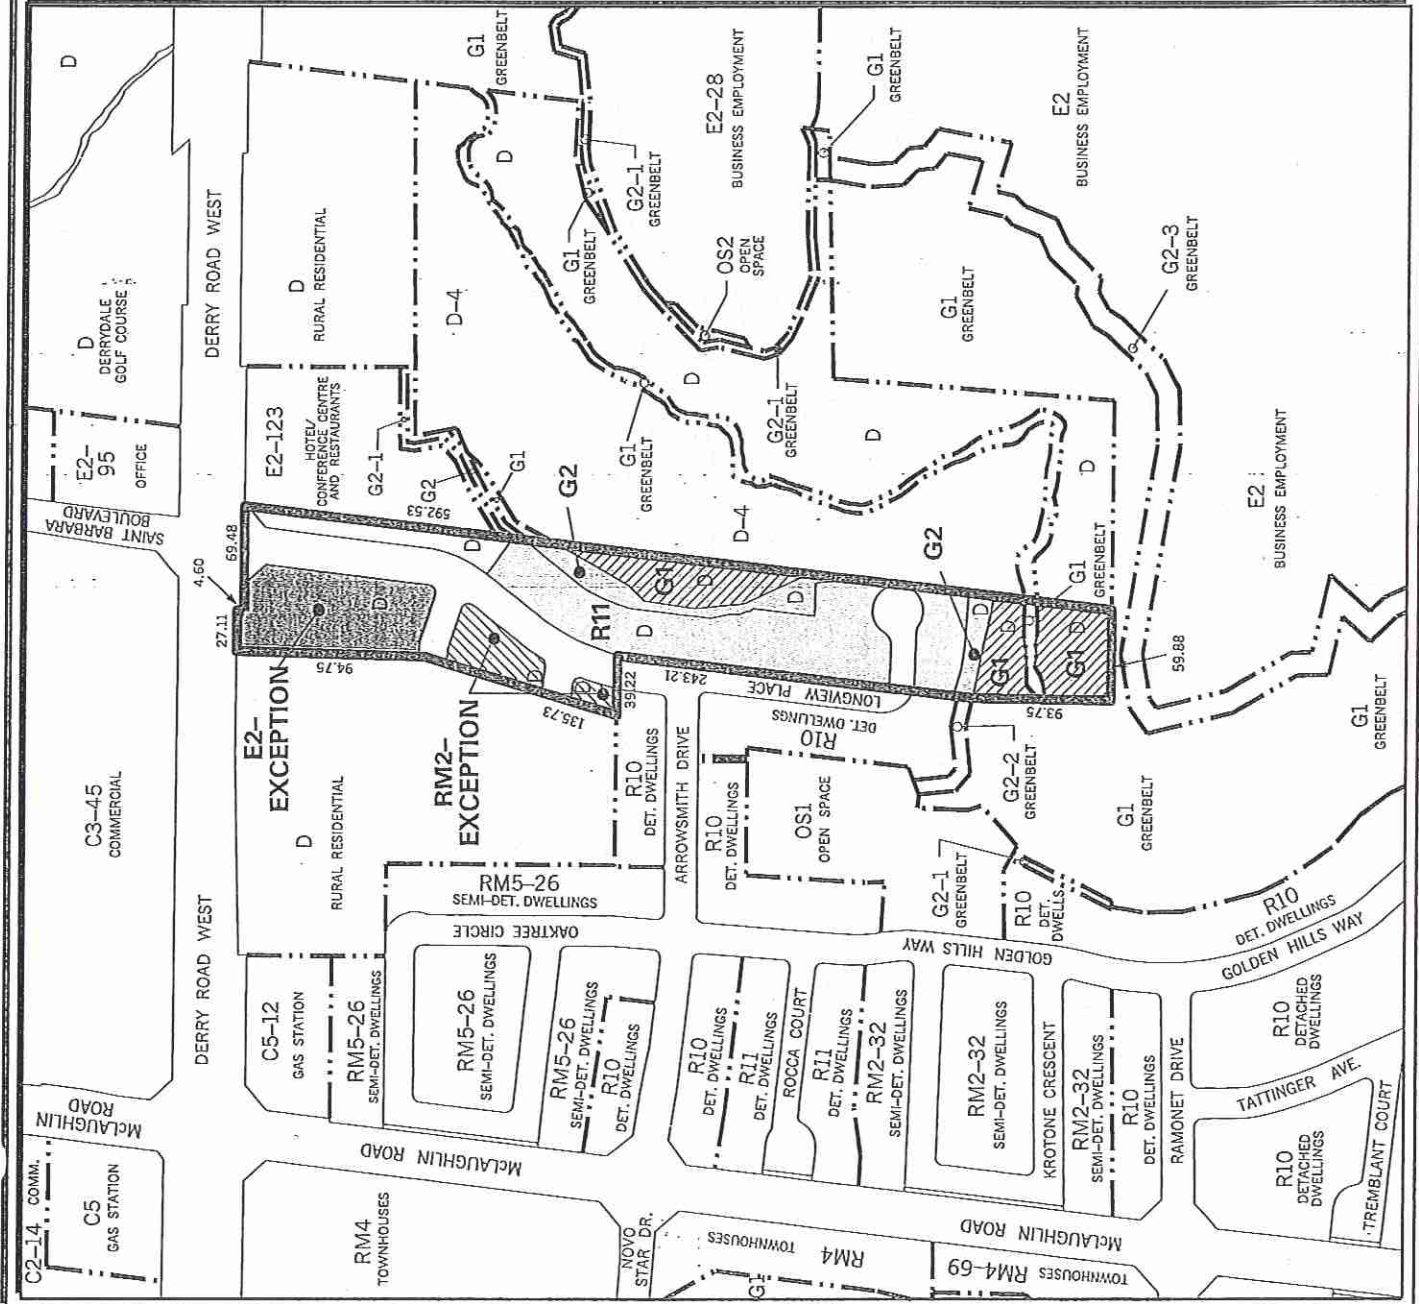 D
G1
GREENBELT
D
DERRYDALE
GOLF COURSE
DERRY ROAD WEST
D
RURAL RESIDENTIAL
D-4
D
G1
GREENBELT
G2-1
GREENBELT
E2-28
BUSINESS EMPLOYMENT
G1
GREENBELT
E2
BUSINESS EMPLOYMENT
OS2
OPEN
SPACE
G1
GREENBELT
G2-3
GREENBELT
E2-
95
OFFICE
E2-123
HOTEL/
CONFERENCE CENTRE
AND RESTAURANTS
G2-1
G2
G1
G1
GREENBELT
D
G2-1
GREENBELT
D
D
SAINT BARBARA
BOULEVARD
69.48
4.60
27.11
592.53
D
G2
D-4
G2
G1
GREENBELT
E2
BUSINESS EMPLOYMENT
D
G1
D
D
D
D
G1
D
G1
59.88
R11
D
94.75
D
D
135.73
39.22
243.21
93.75
E2-
EXCEPTION
RM2-
EXCEPTION
LONGVIEW PLACE
DET. DWELLINGS
R10
C3-45
COMMERCIAL
D
RURAL RESIDENTIAL
R10
DET. DWELLINGS
ARROWSMITH DRIVE
R10
DET. DWELLINGS
OS1
OPEN SPACE
G2-2
GREENBELT
G1
GREENBELT
G1
GREENBELT
G2-1
GREENBELT
R10
DET.
DWELLS.
R10
DET. DWELLINGS
GOLDEN HILLS WAY
RM5-26
SEMI-DET. DWELLINGS
OAKTREE CIRCLE
GOLDEN HILLS WAY
DERRY ROAD WEST
C5-12
GAS STATION
RM5-26
SEMI-DET. DWELLINGS
RM5-26
SEMI-DET. DWELLINGS
RM5-26
SEMI-DET. DWELLINGS
R10
DET. DWELLINGS
R10
DET. DWELLINGS
R11
DET. DWELLINGS
ROCCA COURT
R11
DET. DWELLINGS
RM2-32
SEMI-DET. DWELLINGS
RM2-32
SEMI-DET. DWELLINGS
KROTONE CRESCENT
RM2-32
SEMI-DET. DWELLINGS
R10
DET. DWELLINGS
RAMONET DRIVE
R10
DETACHED
DWELLINGS
TATTINGER AVE.
R10
DETACHED
DWELLINGS
TREMBLANT COURT
McLAUGHLIN
ROAD
McLAUGHLIN ROAD
McLAUGHLIN ROAD
C2-14 COMM.
C5
GAS STATION
RM4
TOWNHOUSES
NOVO
STAR DR.
RM4 TOWNHOUSES
G1
RM4-69 TOWNHOUSES